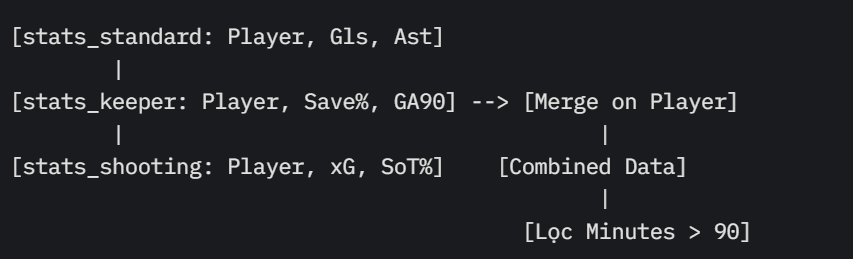 [stats_standard: Player, Gls, Ast]
|
[stats_keeper: Player, Save%, GA90] --> [Merge on Player]
| |
[stats_shooting: Player, xG, SoT%] [Combined Data]
|
[Lọc Minutes > 90]